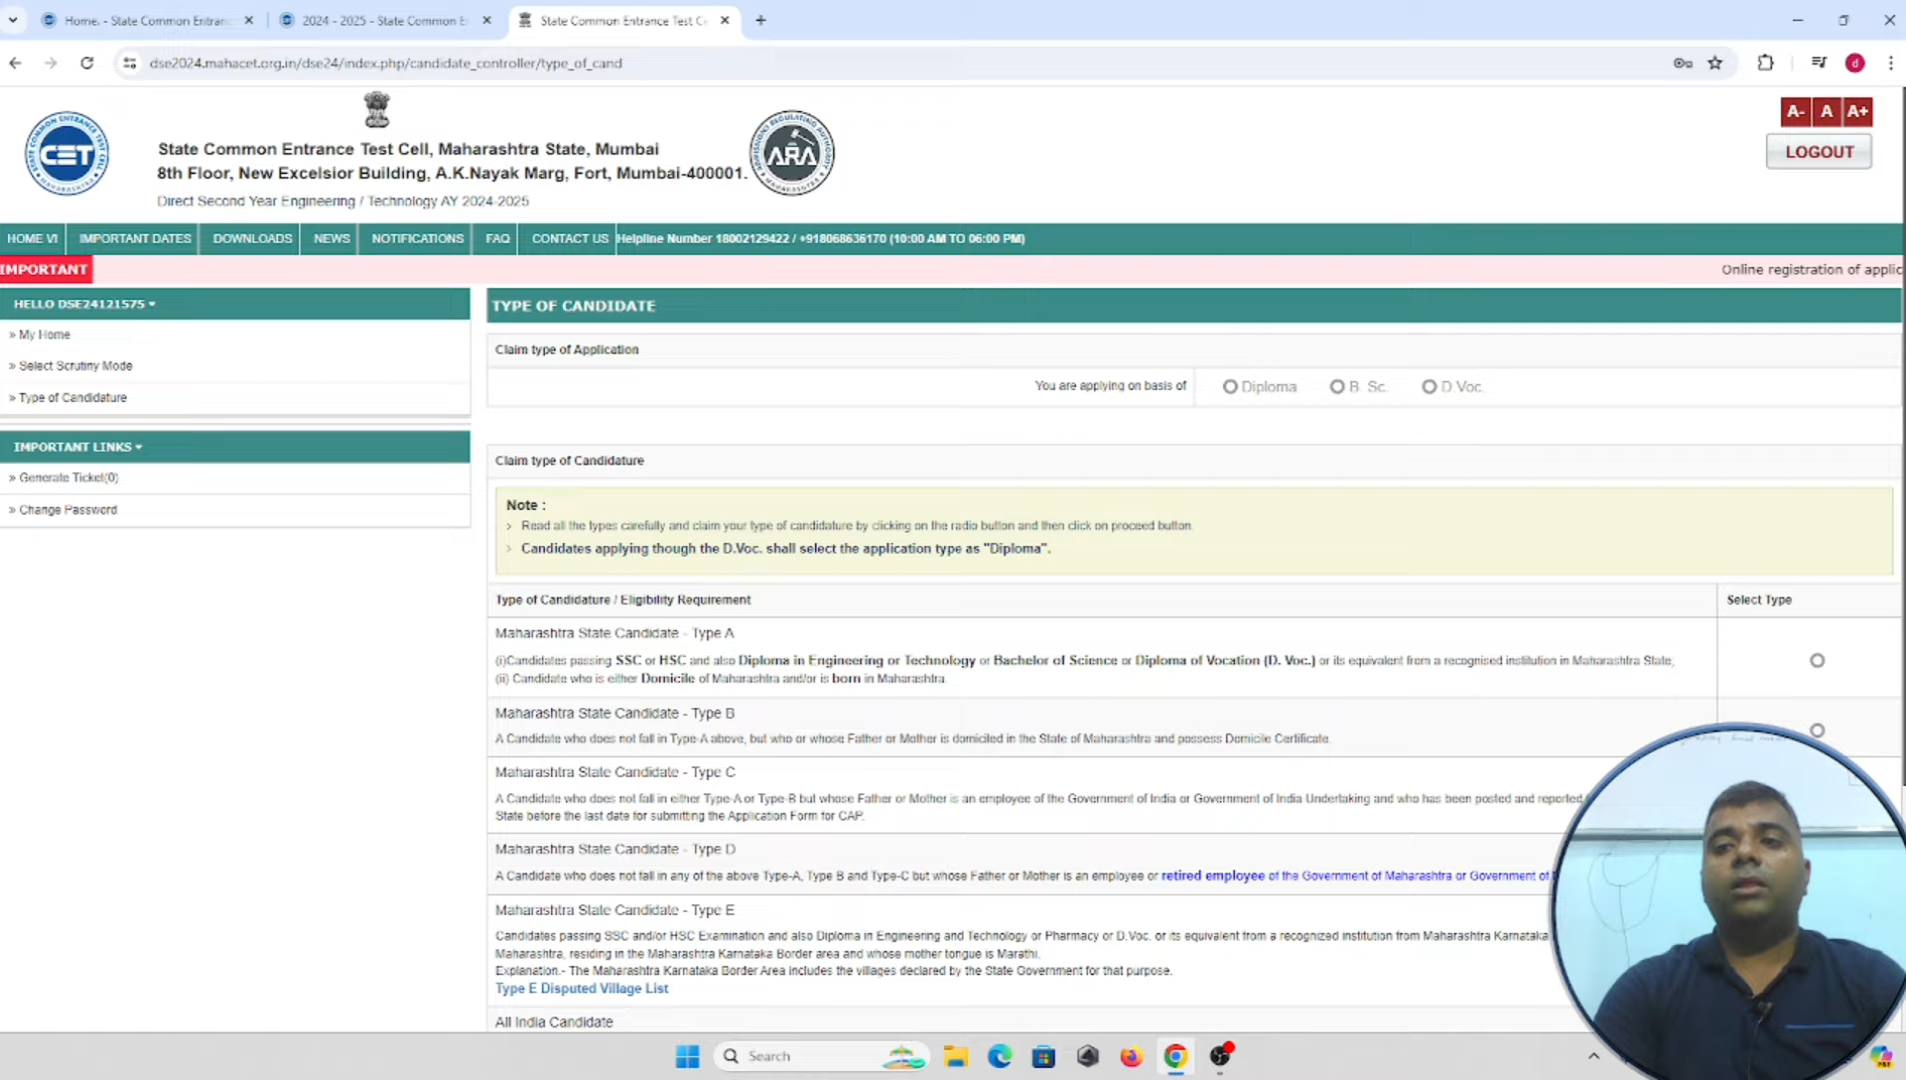 Home. - State Common Entran
2024 - 2025 - State Common E
State Common Entrance Test C
dse2024.mahacet.org.in/dse24/index.php/candidate_controller/type_of_cand
d
STATE COMMON ENTRANCE TEST CELL
CET
MAHARASHTRA
State Common Entrance Test Cell, Maharashtra State, Mumbai
8th Floor, New Excelsior Building, A.K.Nayak Marg, Fort, Mumbai-400001.
Direct Second Year Engineering / Technology AY 2024-2025
ADMISSIONS REGULATING AUTHORITY
ARA
MAHARASHTRA
A- A A+
LOGOUT
HOME VI IMPORTANT DATES DOWNLOADS NEWS NOTIFICATIONS FAQ CONTACT US Helpline Number 18002129422 / +918068636170 (10:00 AM TO 06:00 PM)
IMPORTANT Online registration of applic
HELLO DSE24121575
» My Home
» Select Scrutiny Mode
» Type of Candidature
IMPORTANT LINKS
» Generate Ticket(0)
» Change Password
TYPE OF CANDIDATE
Claim type of Application
You are applying on basis of Diploma B. Sc. D.Voc.
Claim type of Candidature
Note :
Read all the types carefully and claim your type of candidature by clicking on the radio button and then click on proceed button.
Candidates applying though the D.Voc. shall select the application type as "Diploma".
Type of Candidature / Eligibility Requirement Select Type
Maharashtra State Candidate - Type A
(i)Candidates passing SSC or HSC and also Diploma in Engineering or Technology or Bachelor of Science or Diploma of Vocation (D. Voc.) or its equivalent from a recognised institution in Maharashtra State;
(ii) Candidate who is either Domicile of Maharashtra and/or is born in Maharashtra.
Maharashtra State Candidate - Type B
A Candidate who does not fall in Type-A above, but who or whose Father or Mother is domiciled in the State of Maharashtra and possess Domicile Certificate.
Maharashtra State Candidate - Type C
A Candidate who does not fall in either Type-A or Type-B but whose Father or Mother is an employee of the Government of India or Government of India Undertaking and who has been posted and reported
State before the last date for submitting the Application Form for CAP.
Maharashtra State Candidate - Type D
A Candidate who does not fall in any of the above Type-A, Type B and Type-C but whose Father or Mother is an employee or retired employee of the Government of Maharashtra or Government of
Maharashtra State Candidate - Type E
Candidates passing SSC and/or HSC Examination and also Diploma in Engineering and Technology or Pharmacy or D.Voc. or its equivalent from a recognized institution from Maharashtra Karnataka
Maharashtra, residing in the Maharashtra Karnataka Border area and whose mother tongue is Marathi.
Explanation.- The Maharashtra Karnataka Border Area includes the villages declared by the State Government for that purpose.
Type E Disputed Village List
All India Candidate
Search